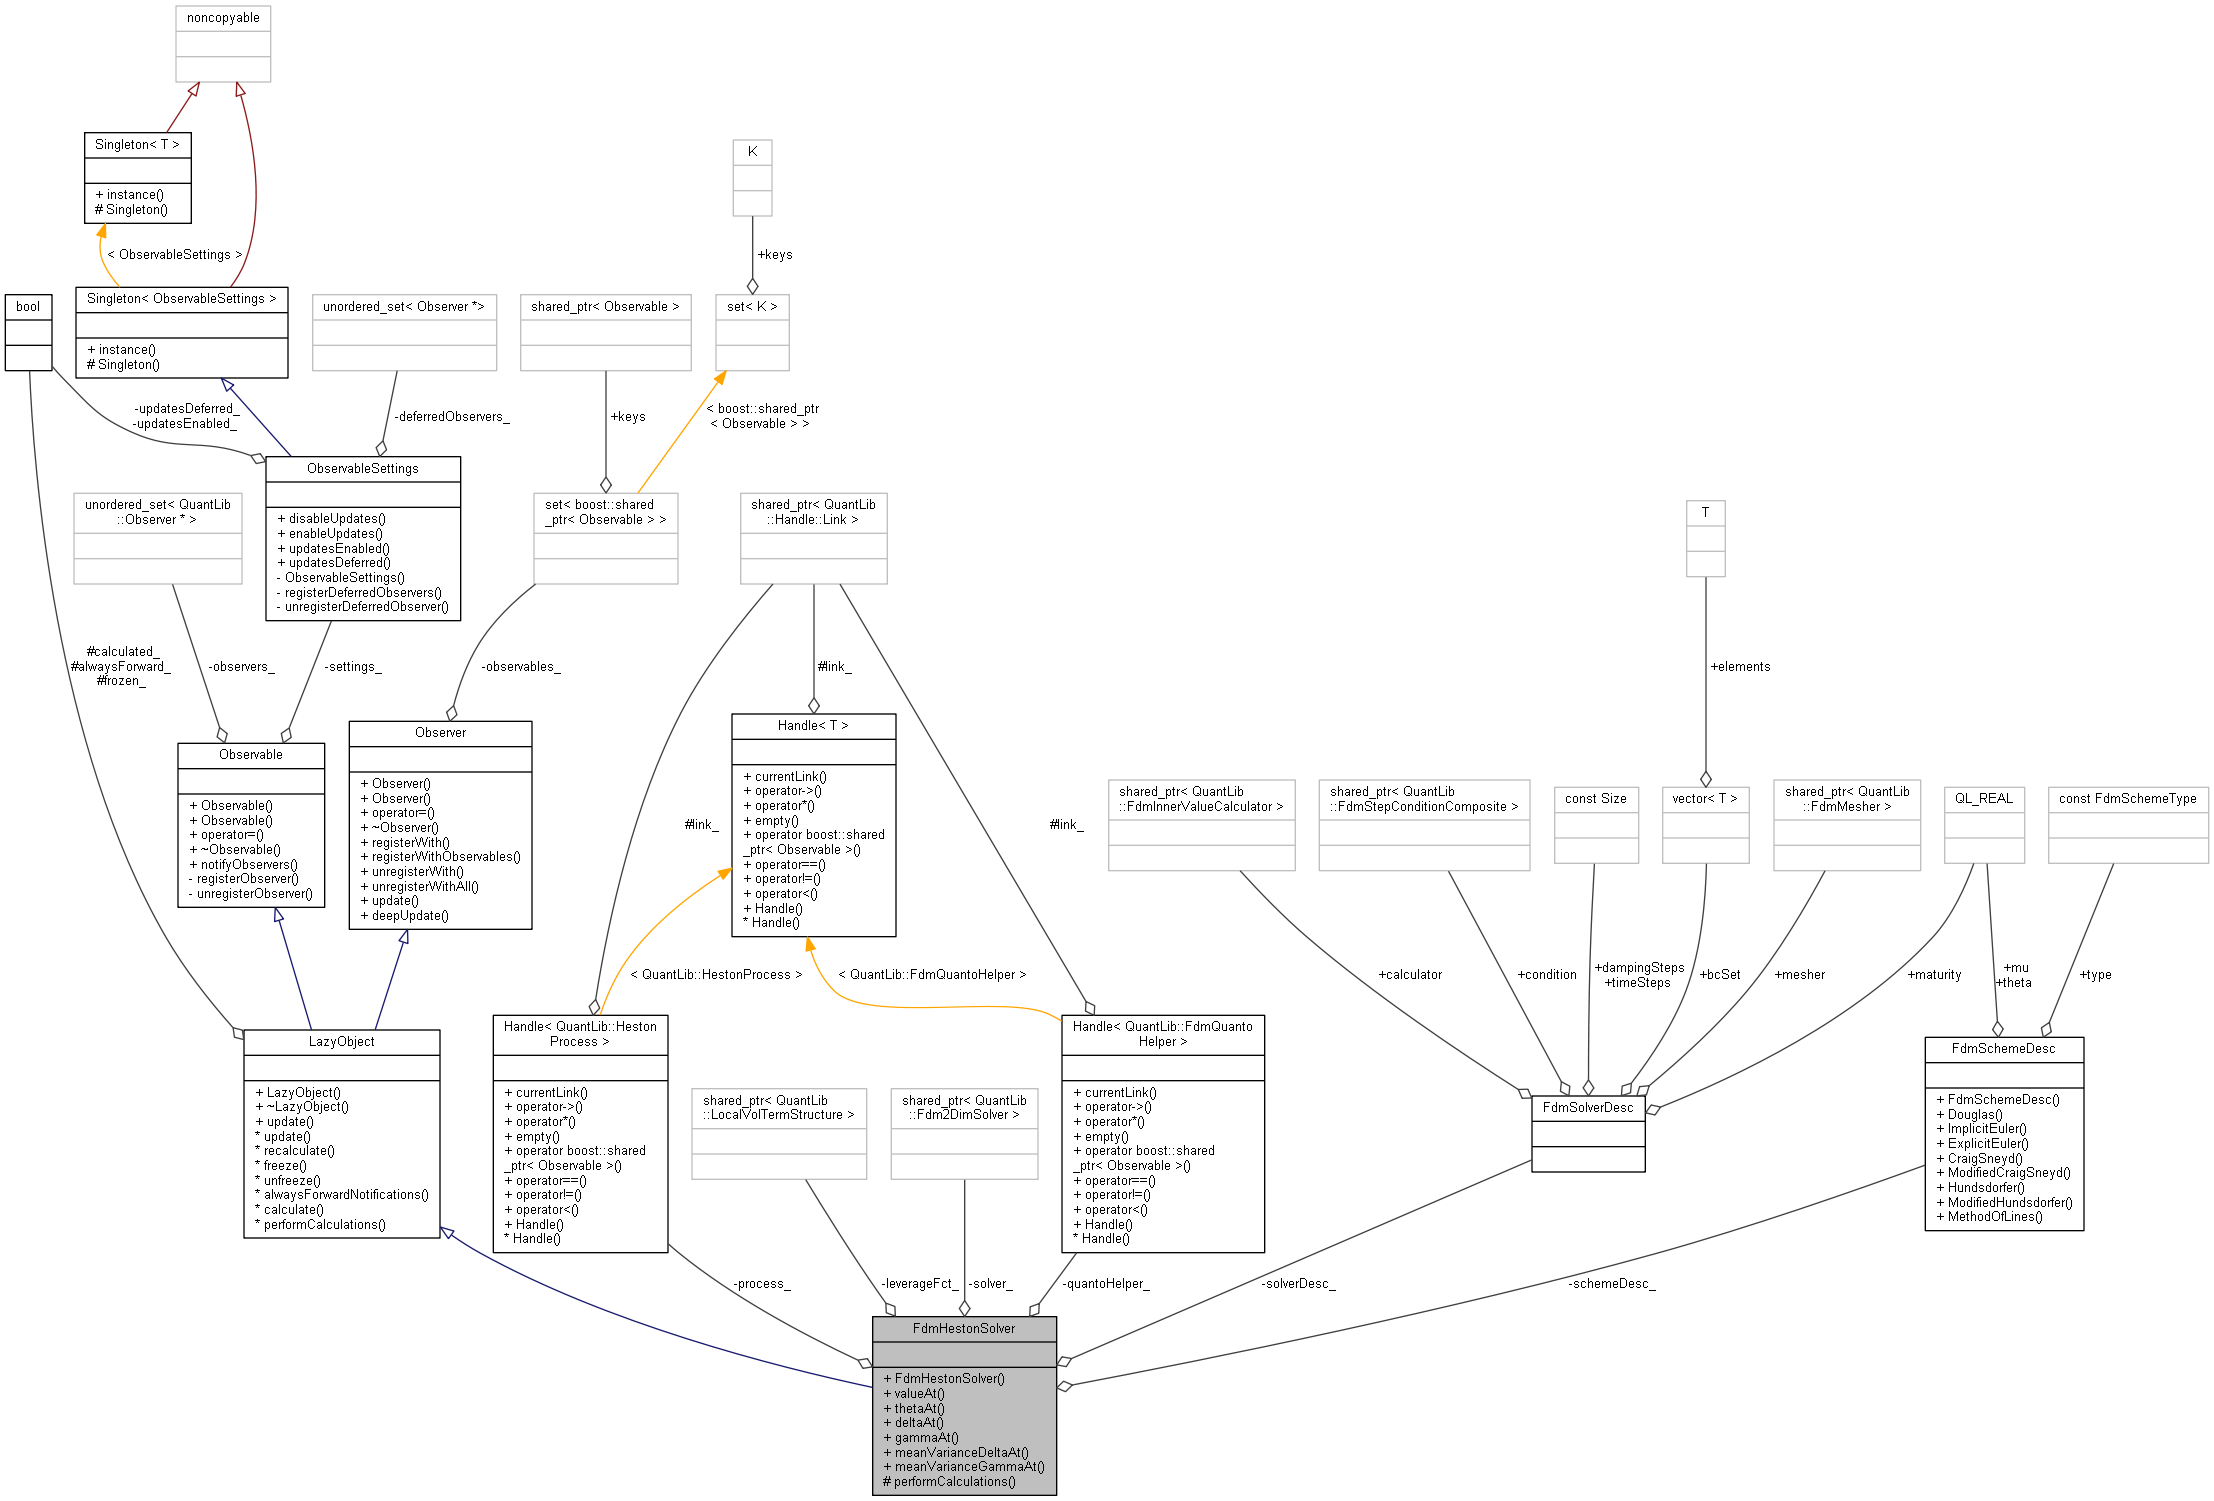 noncopyable
Singleton< T >
+ instance()
# Singleton()
K
< ObservableSettings >
+keys
bool
Singleton< ObservableSettings >
+ instance()
# Singleton()
unordered_set< Observer *>
shared_ptr< Observable >
set< K >
-updatesDeferred_
-updatesEnabled_
-deferredObservers_
+keys
< boost::shared_ptr
< Observable > >
ObservableSettings
+ disableUpdates()
+ enableUpdates()
+ updatesEnabled()
+ updatesDeferred()
- ObservableSettings()
- registerDeferredObservers()
- unregisterDeferredObserver()
unordered_set< QuantLib
::Observer * >
set< boost::shared
_ptr< Observable > >
shared_ptr< QuantLib
::Handle::Link >
T
#calculated_
#alwaysForward_
#frozen_
-observers_
-settings_
-observables_
#link_
+elements
Observable
+ Observable()
+ Observable()
+ operator=()
+ ~Observable()
+ notifyObservers()
- registerObserver()
- unregisterObserver()
Observer
+ Observer()
+ Observer()
+ operator=()
+ ~Observer()
+ registerWith()
+ registerWithObservables()
+ unregisterWith()
+ unregisterWithAll()
+ update()
+ deepUpdate()
#link_
Handle< T >
+ currentLink()
+ operator->()
+ operator*()
+ empty()
+ operator boost::shared
_ptr< Observable >()
+ operator==()
+ operator!=()
+ operator<()
+ Handle()
* Handle()
#link_
shared_ptr< QuantLib
::FdmInnerValueCalculator >
shared_ptr< QuantLib
::FdmStepConditionComposite >
const Size
vector< T >
shared_ptr< QuantLib
::FdmMesher >
QL_REAL
const FdmSchemeType
< QuantLib::HestonProcess >
< QuantLib::FdmQuantoHelper >
+calculator
+condition
+dampingSteps
+timeSteps
+bcSet
+mesher
+maturity
+mu
+theta
+type
LazyObject
+ LazyObject()
+ ~LazyObject()
+ update()
* update()
* recalculate()
* freeze()
* unfreeze()
* alwaysForwardNotifications()
* calculate()
* performCalculations()
Handle< QuantLib::Heston
Process >
+ currentLink()
+ operator->()
+ operator*()
+ empty()
+ operator boost::shared
_ptr< Observable >()
+ operator==()
+ operator!=()
+ operator<()
+ Handle()
* Handle()
shared_ptr< QuantLib
::LocalVolTermStructure >
shared_ptr< QuantLib
::Fdm2DimSolver >
Handle< QuantLib::FdmQuanto
Helper >
+ currentLink()
+ operator->()
+ operator*()
+ empty()
+ operator boost::shared
_ptr< Observable >()
+ operator==()
+ operator!=()
+ operator<()
+ Handle()
* Handle()
FdmSolverDesc
FdmSchemeDesc
+ FdmSchemeDesc()
+ Douglas()
+ ImplicitEuler()
+ ExplicitEuler()
+ CraigSneyd()
+ ModifiedCraigSneyd()
+ Hundsdorfer()
+ ModifiedHundsdorfer()
+ MethodOfLines()
-process_
-leverageFct_
-solver_
-quantoHelper_
-solverDesc_
-schemeDesc_
FdmHestonSolver
+ FdmHestonSolver()
+ valueAt()
+ thetaAt()
+ deltaAt()
+ gammaAt()
+ meanVarianceDeltaAt()
+ meanVarianceGammaAt()
# performCalculations()